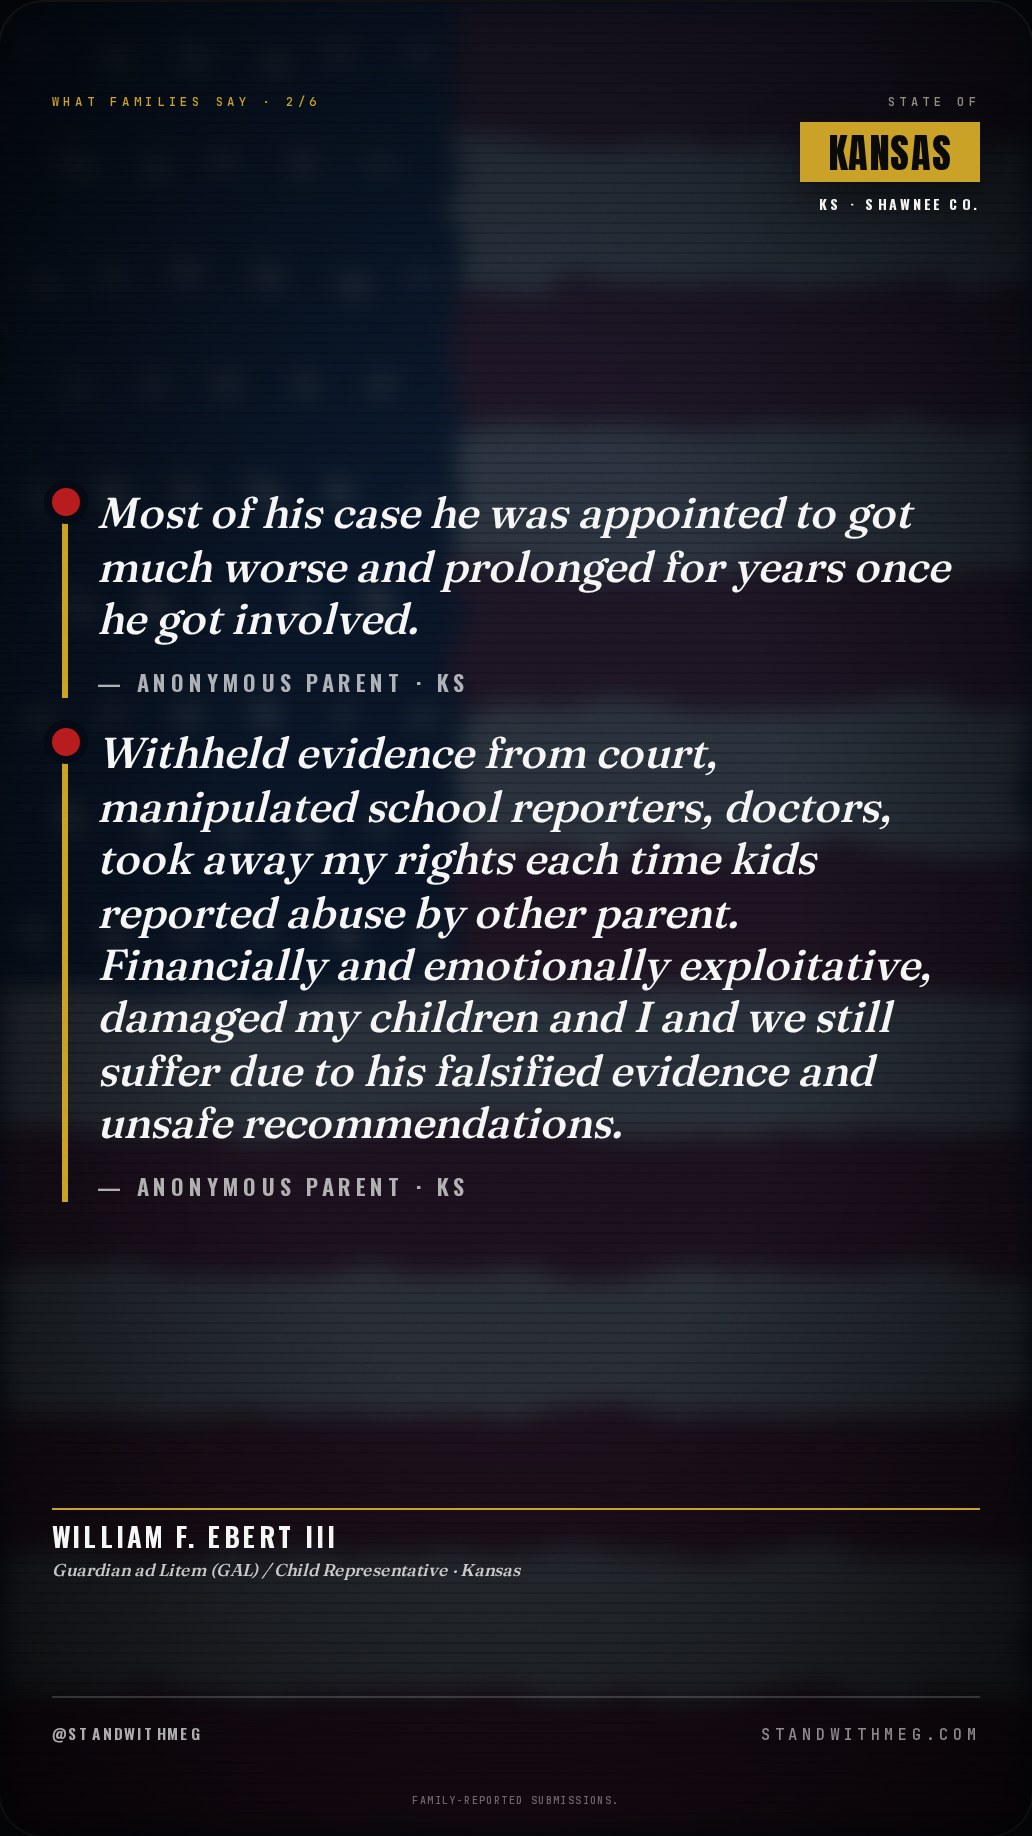 WHAT FAMILIES SAY · 2/6
STATE OF
KANSAS
KS · SHAWNEE CO.
Most of his case he was appointed to got
much worse and prolonged for years once
he got involved.
— ANONYMOUS PARENT · KS
Withheld evidence from court,
manipulated school reporters, doctors,
took away my rights each time kids
reported abuse by other parent.
Financially and emotionally exploitative,
damaged my children and I and we still
suffer due to his falsified evidence and
unsafe recommendations.
— ANONYMOUS PARENT · KS
WILLIAM F. EBERT III
Guardian ad Litem (GAL) / Child Representative · Kansas
@STANDWITHMEG
STANDWITHMEG.COM
FAMILY-REPORTED SUBMISSIONS.